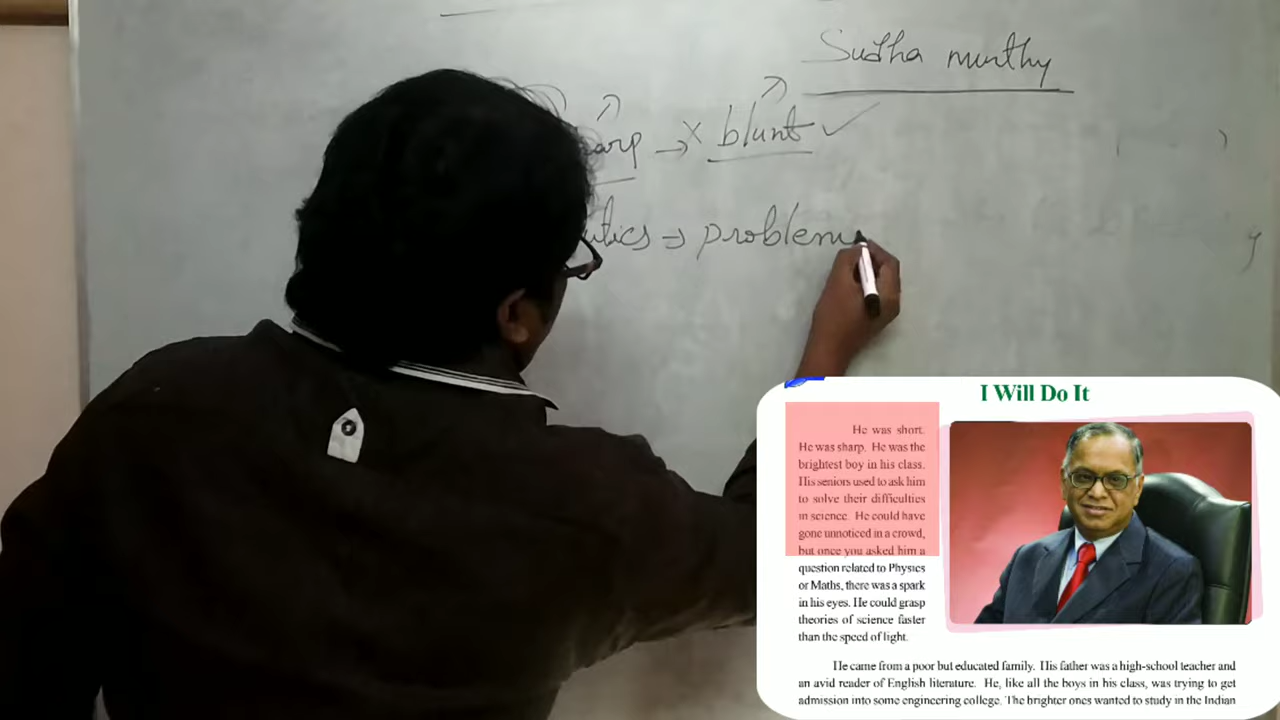 Sudha murthy
arp → × blunt ✓
ulties → problems
I Will Do It
He was short.
He was sharp. He was the
brightest boy in his class.
His seniors used to ask him
to solve their difficulties
in science. He could have
gone unnoticed in a crowd,
but once you asked him a
question related to Physics
or Maths, there was a spark
in his eyes. He could grasp
theories of science faster
than the speed of light.
He came from a poor but educated family. His father was a high-school teacher and
an avid reader of English literature. He, like all the boys in his class, was trying to get
admission into some engineering college. The brighter ones wanted to study in the Indian